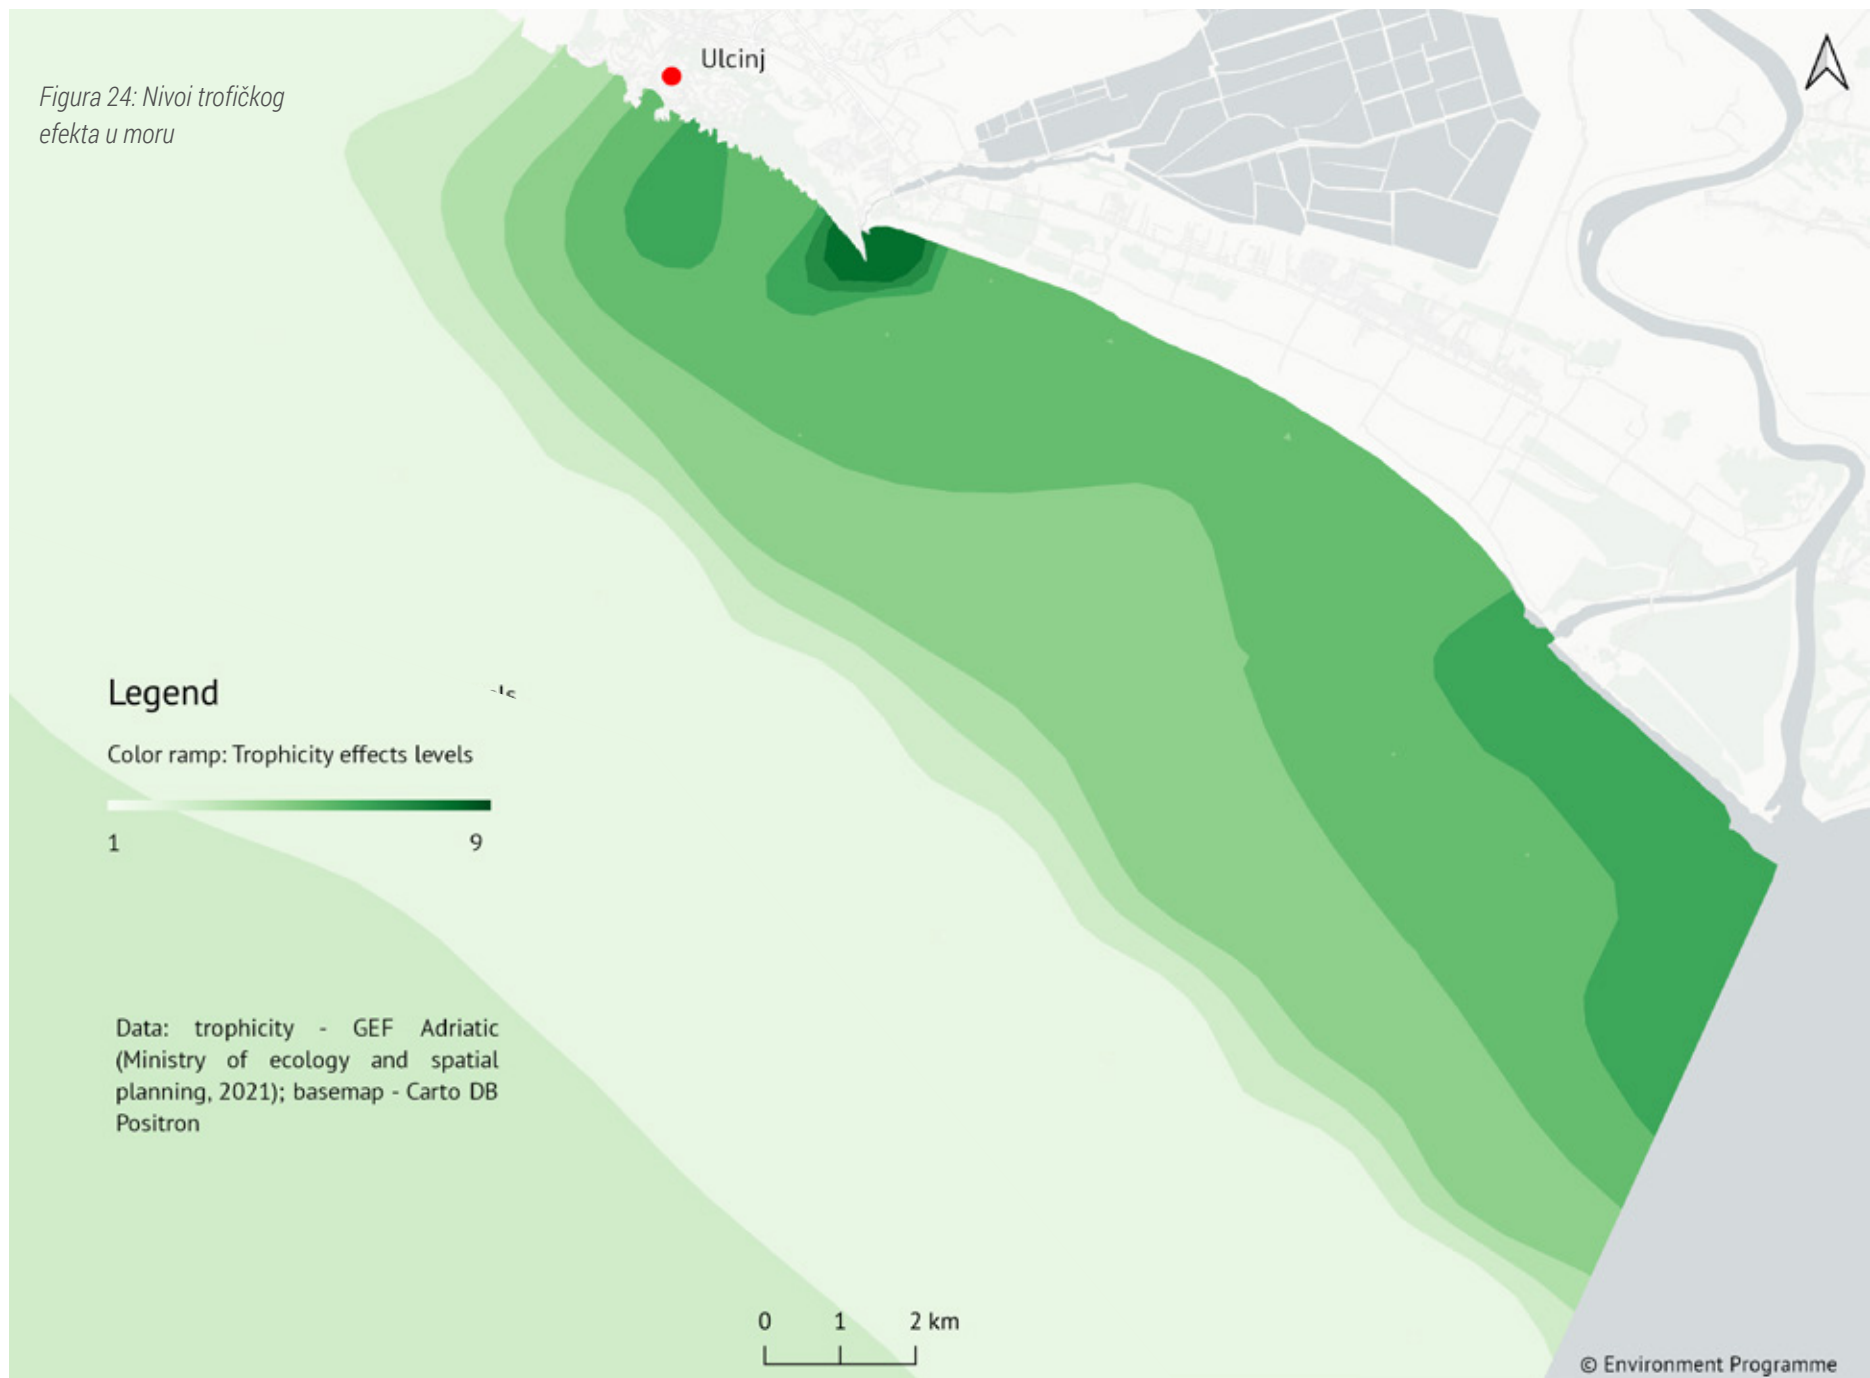 Ulcinj
Figura 24: Nivoi trofičkog
efekta u moru
Legend
Color ramp: Trophicity effects levels
1 9
Data: trophicity - GEF Adriatic
(Ministry of ecology and spatial
planning, 2021); basemap - Carto DB
Positron
0 1 2 km
© Environment Programme